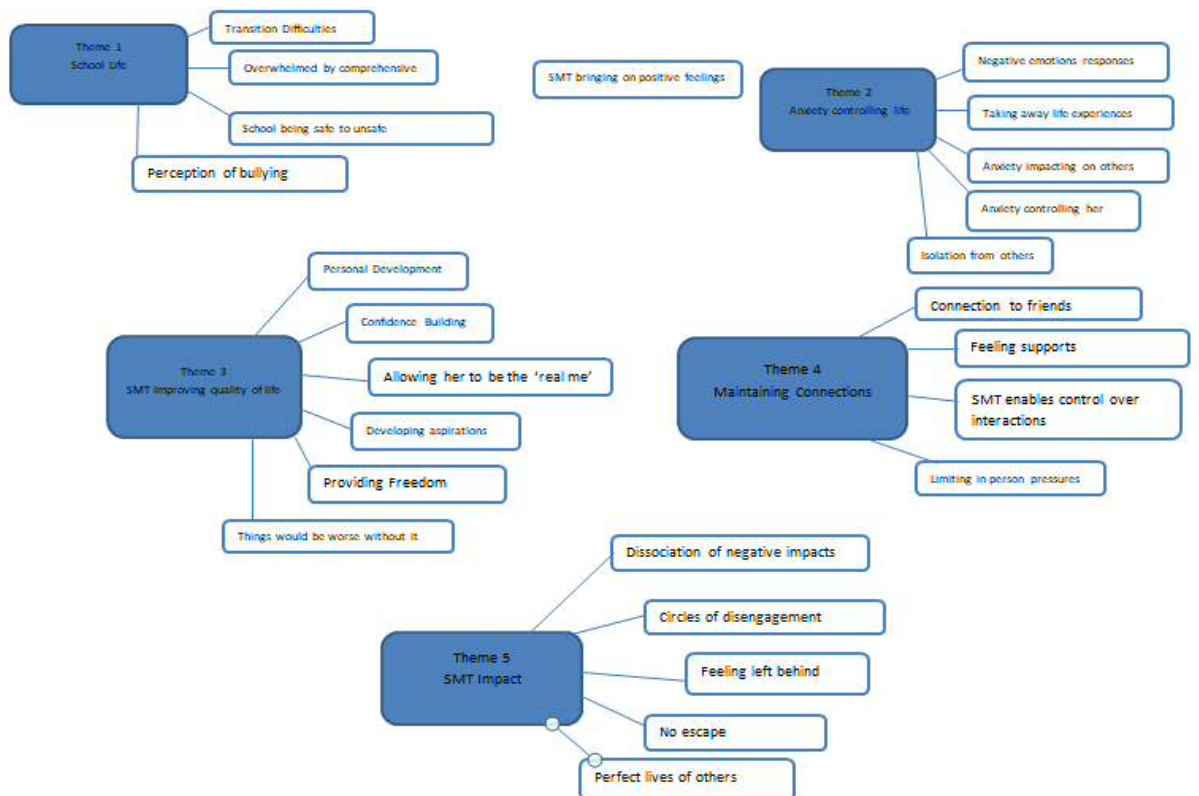 Theme 1
School Life
Transition Difficulties
Overwhelmed by comprehensive
School being safe to unsafe
Perception of bullying
SMT bringing on positive feelings
Theme 2
Anxiety controlling life
Negative emotions responses
Taking away life experiences
Anxiety impacting on others
Anxiety controlling her
Isolation from others
Theme 3
SMT Improving quality of life
Personal Development
Confidence Building
Allowing her to be the ‘real me’
Developing aspirations
Providing Freedom
Things would be worse without it
Theme 4
Maintaining Connections
Connection to friends
Feeling supports
SMT enables control over
interactions
Limiting in person pressures
Theme 5
SMT Impact
Dissociation of negative impacts
Circles of disengagement
Feeling left behind
No escape
Perfect lives of others